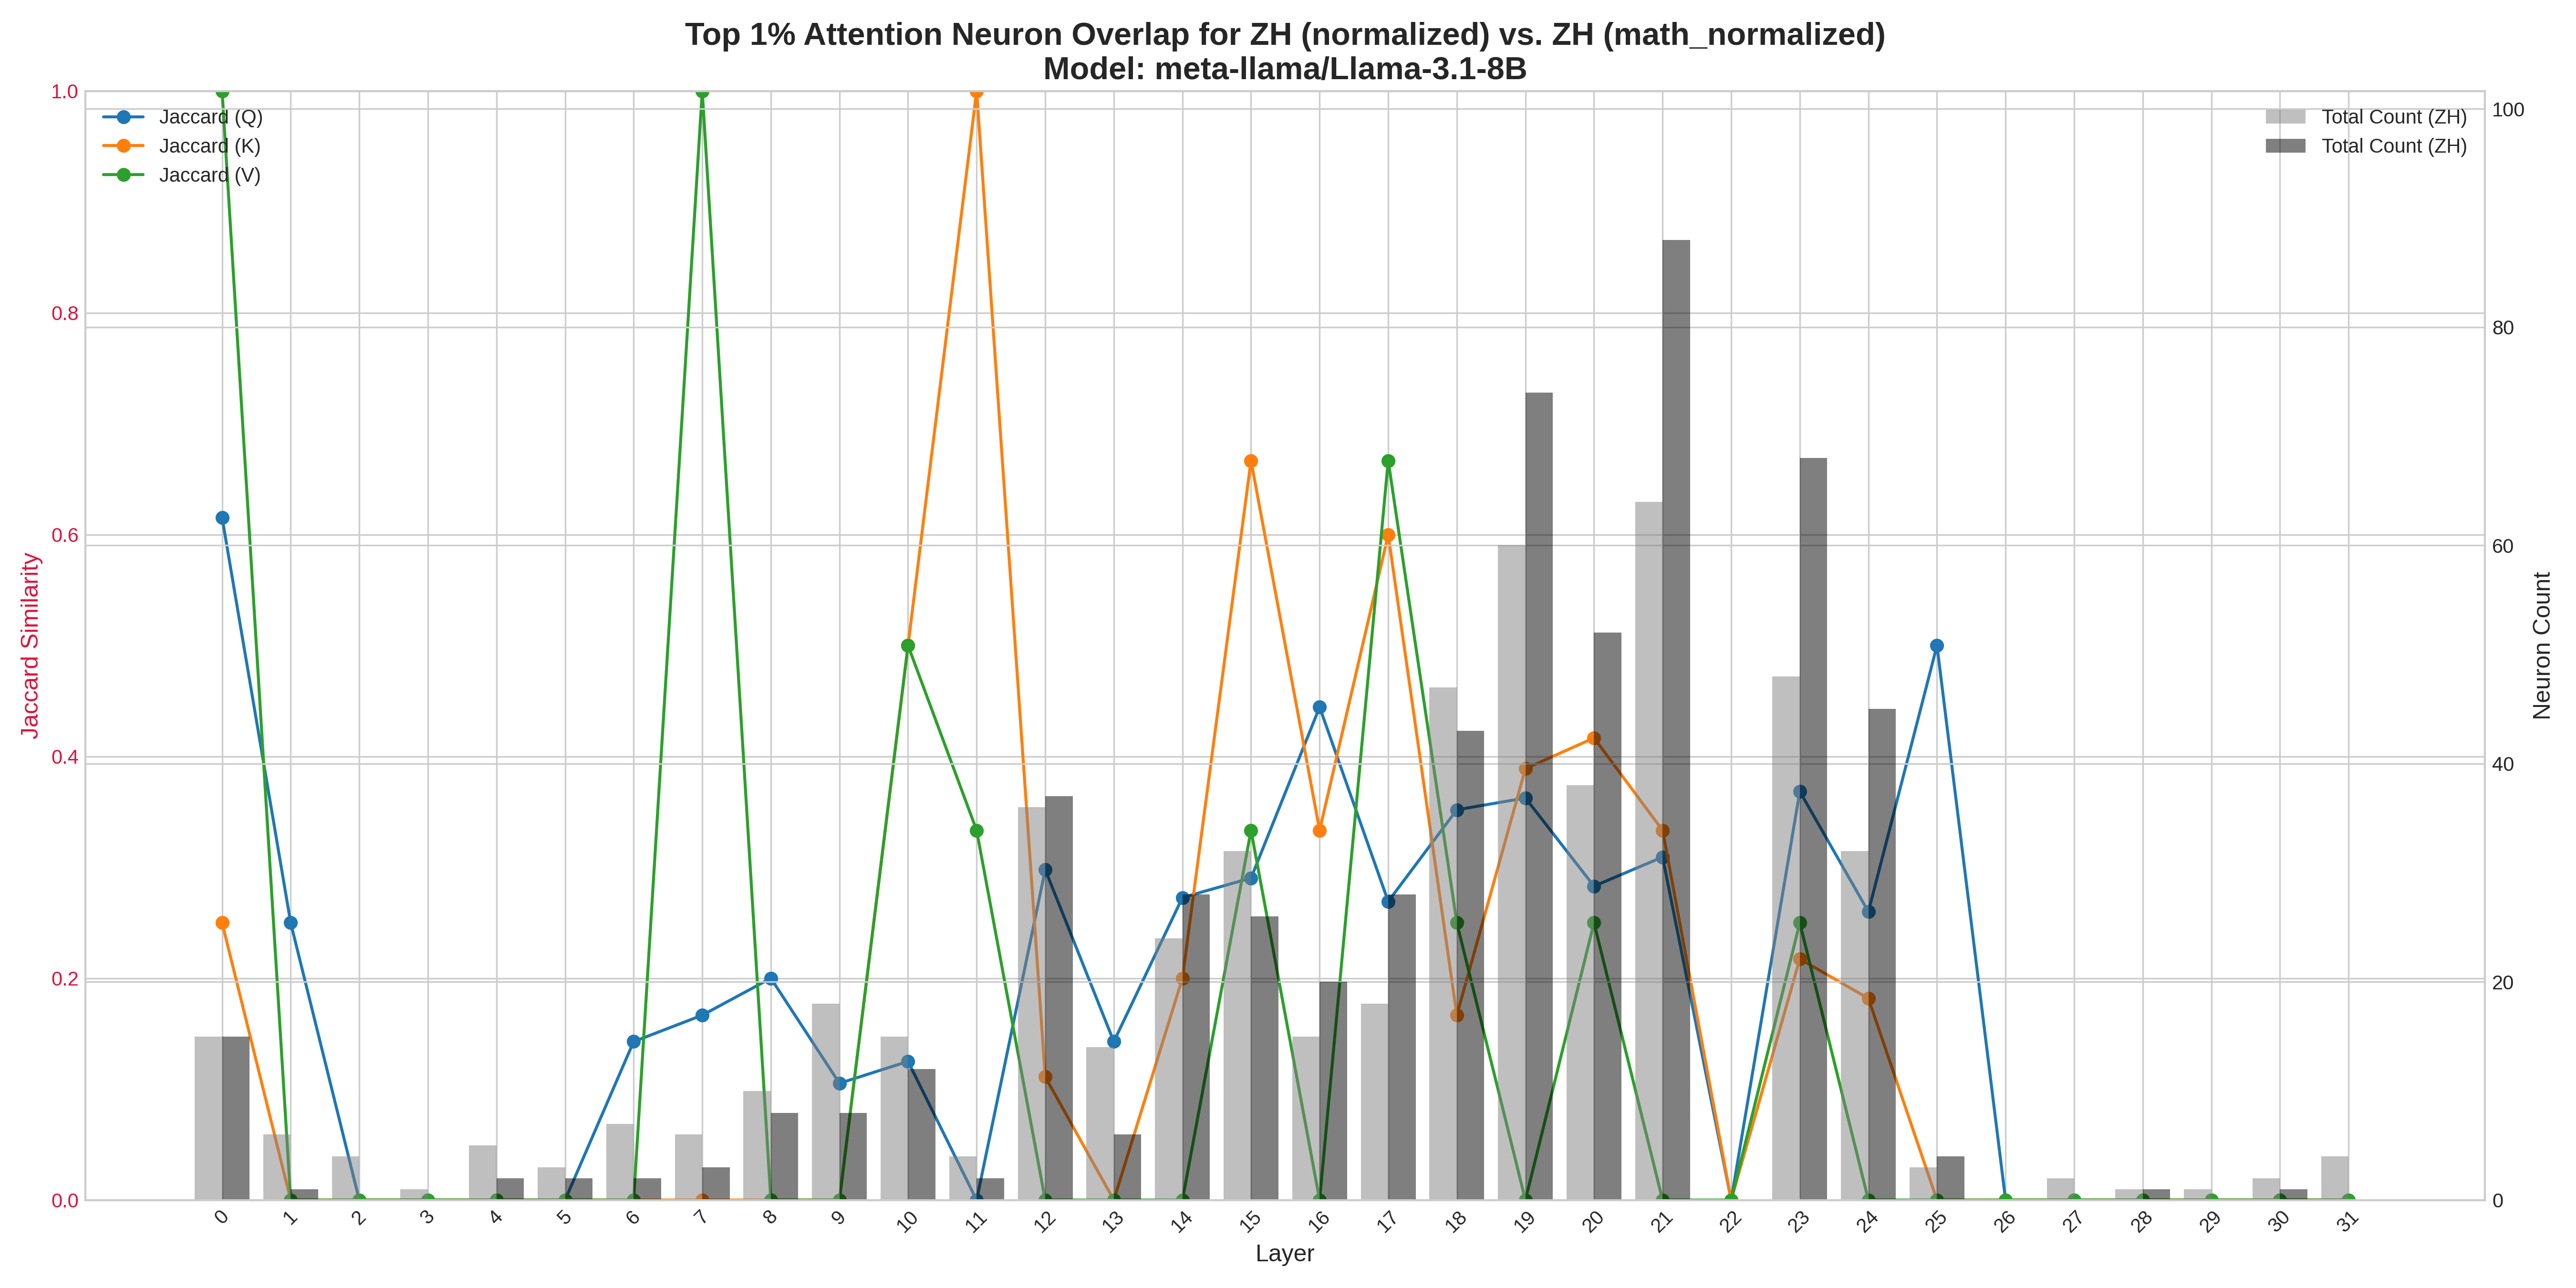 Top 1% Attention Neuron Overlap for ZH (normalized) vs. ZH (math_normalized)
Model: meta-llama/Llama-3.1-8B
Jaccard (Q)
Jaccard (K)
Jaccard (V)
Total Count (ZH)
Total Count (ZH)
Jaccard Similarity
1.0
0.8
0.6
0.4
0.2
0.0
Neuron Count
100
80
60
40
20
0
0 1 2 3 4 5 6 7 8 9 10 11 12 13 14 15 16 17 18 19 20 21 22 23 24 25 26 27 28 29 30 31
Layer